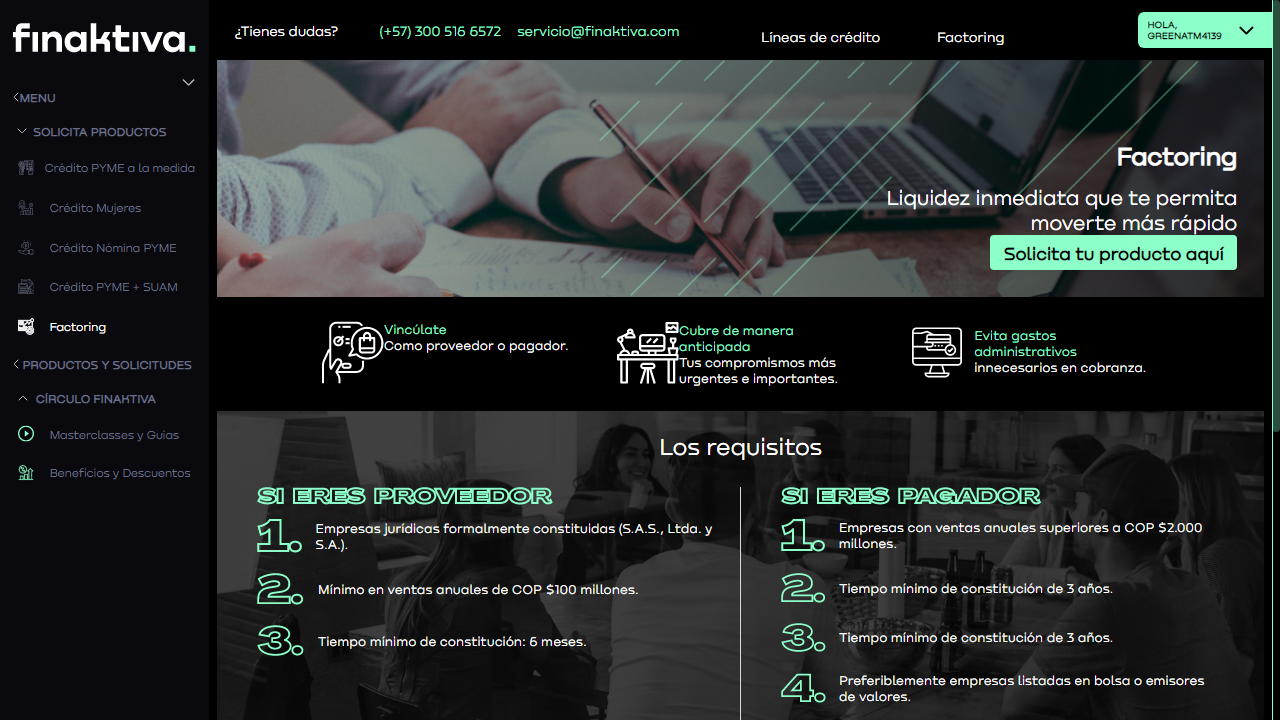 finaktiva.
MENU
SOLICITA PRODUCTOS
Crédito PYME a la medida
Crédito Mujeres
Crédito Nómina PYME
Crédito PYME + SUAM
Factoring
PRODUCTOS Y SOLICITUDES
CÍRCULO FINAKTIVA
Masterclasses y Guias
Beneficios y Descuentos
¿Tienes dudas?
(+57) 300 516 6572
servicio@finaktiva.com
Líneas de crédito
Factoring
HOLA,
GREENATM4139
Factoring
Liquidez inmediata que te permita
moverte más rápido
Solicita tu producto aquí
Vincúlate
Como proveedor o pagador.
Cubre de manera
anticipada
Tus compromismos más
urgentes e importantes.
Evita gastos
administrativos
innecesarios en cobranza.
Los requisitos
SI ERES PROVEEDOR
1. Empresas jurídicas formalmente constituidas (S.A.S., Ltda. y
S.A.).
2. Mínimo en ventas anuales de COP $100 millones.
3. Tiempo mínimo de constitución: 6 meses.
SI ERES PAGADOR
1. Empresas con ventas anuales superiores a COP $2.000
millones.
2. Tiempo mínimo de constitución de 3 años.
3. Tiempo mínimo de constitución de 3 años.
4. Preferiblemente empresas listadas en bolsa o emisores
de valores.